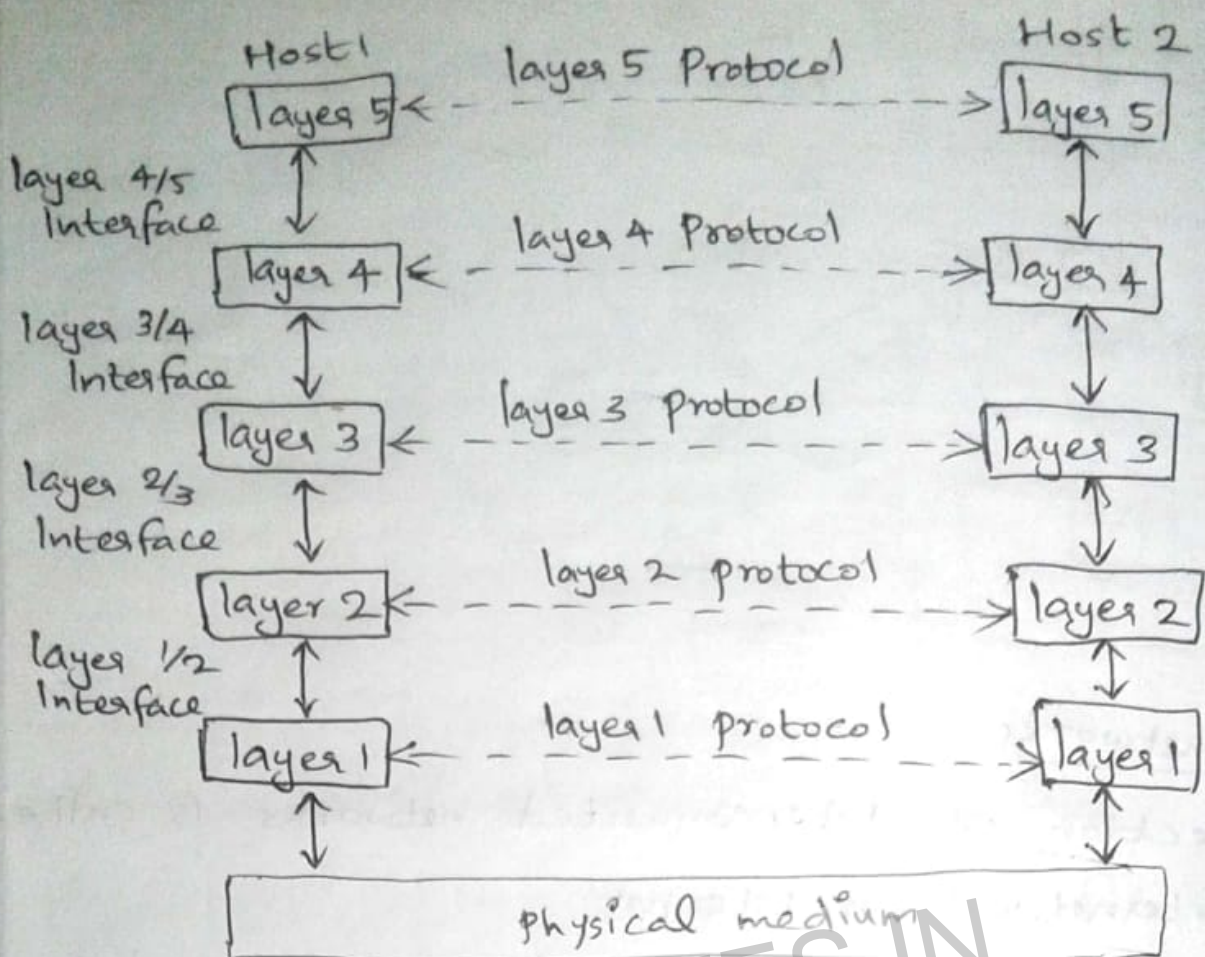 Host 1 Host 2
layer 5 Protocol
layer 5 layer 5
layer 4/5
Interface
layer 4 Protocol
layer 4 layer 4
layer 3/4
Interface
layer 3 protocol
layer 3 layer 3
layer 2/3
Interface
layer 2 protocol
layer 2 layer 2
layer 1/2
Interface
layer 1 protocol
layer 1 layer 1
physical medium
ES.IN